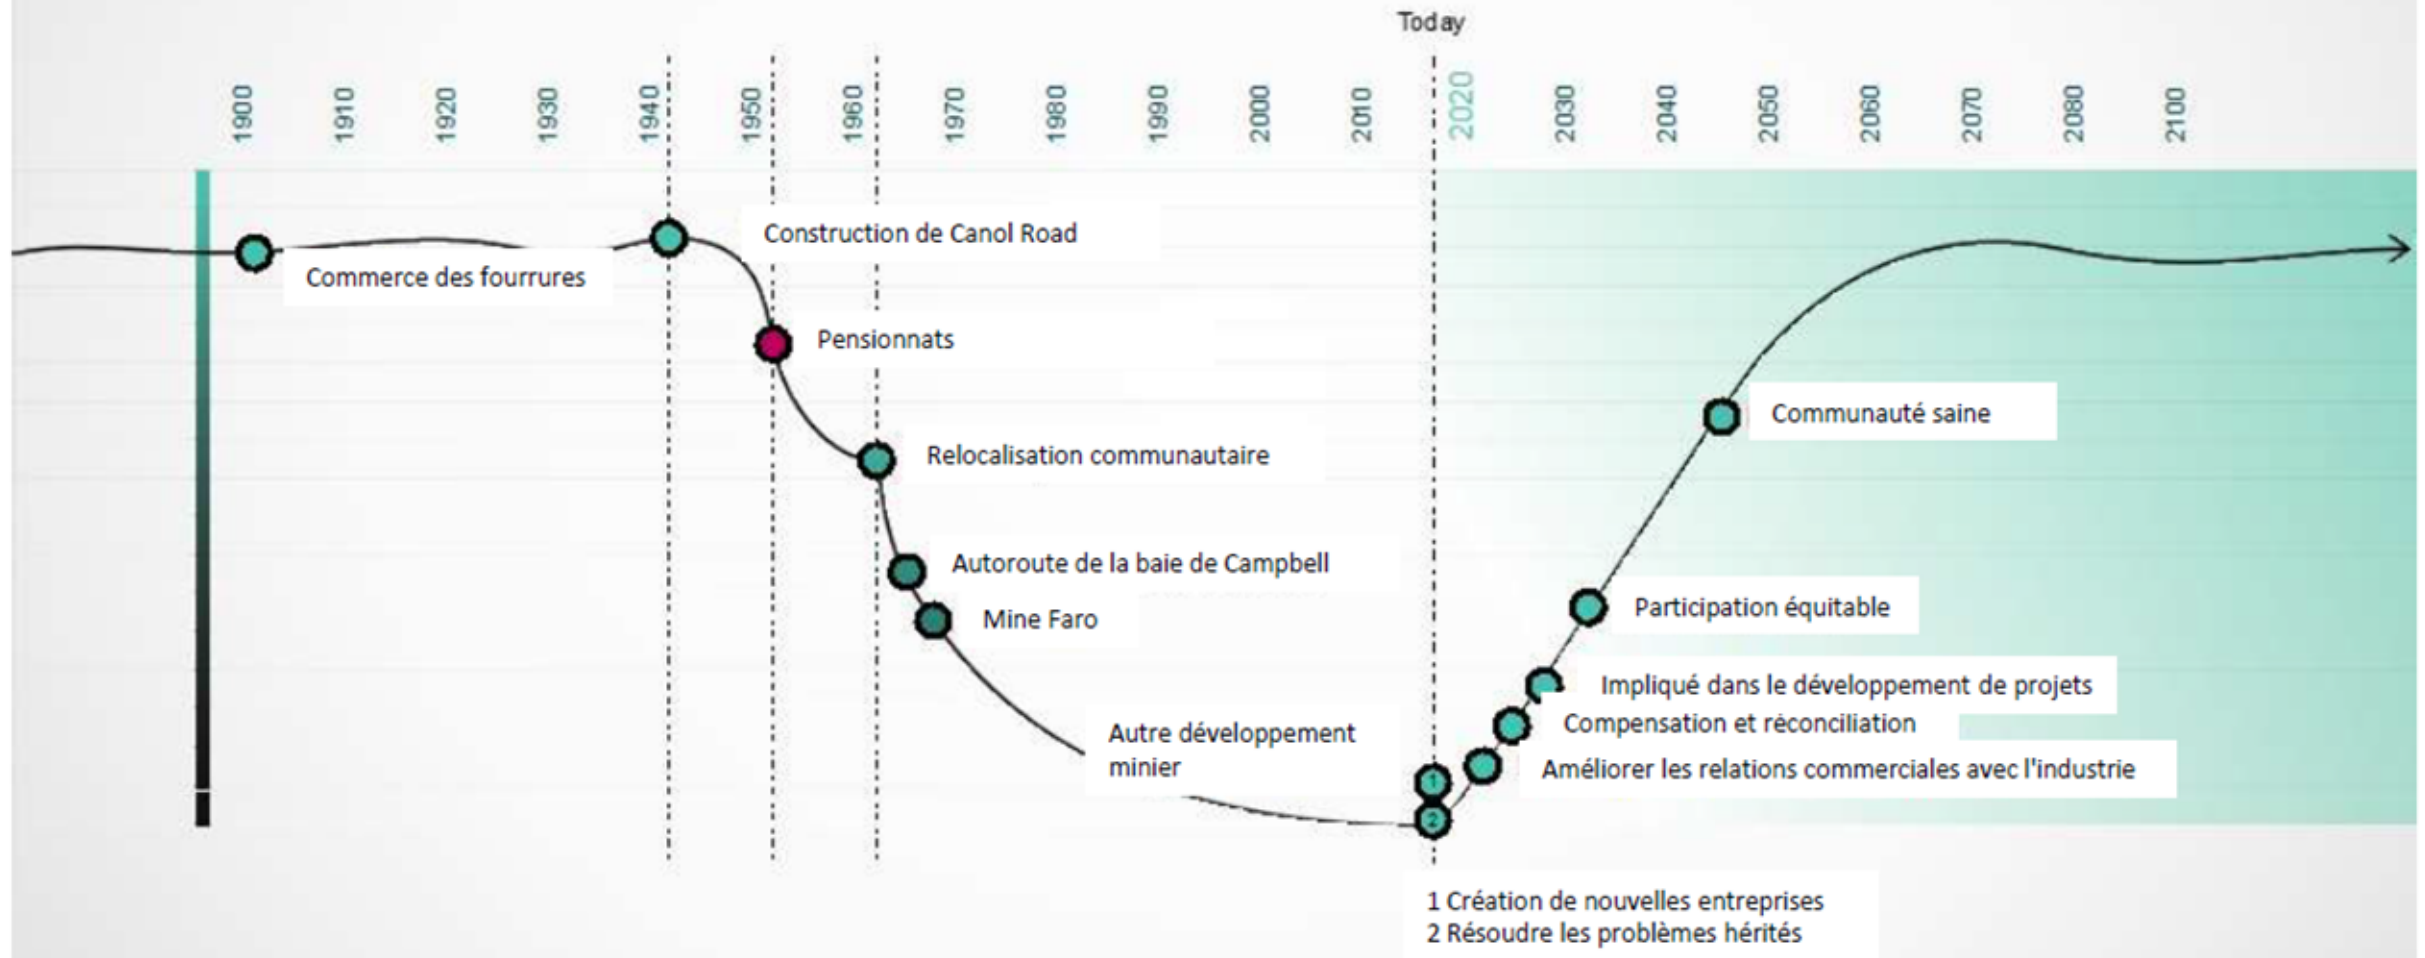 Today
1900
1910
1920
1930
1940
1950
1960
1970
1980
1990
2000
2010
2020
2030
2040
2050
2060
2070
2080
2100
Construction de Canol Road
Commerce des fourrures
Pensionnats
Communauté saine
Relocalisation communautaire
Autoroute de la baie de Campbell
Mine Faro
Participation équitable
Impliqué dans le développement de projets
Compensation et réconciliation
Autre développement
minier
Améliorer les relations commerciales avec l'industrie
1
2
1 Création de nouvelles entreprises
2 Résoudre les problèmes hérités